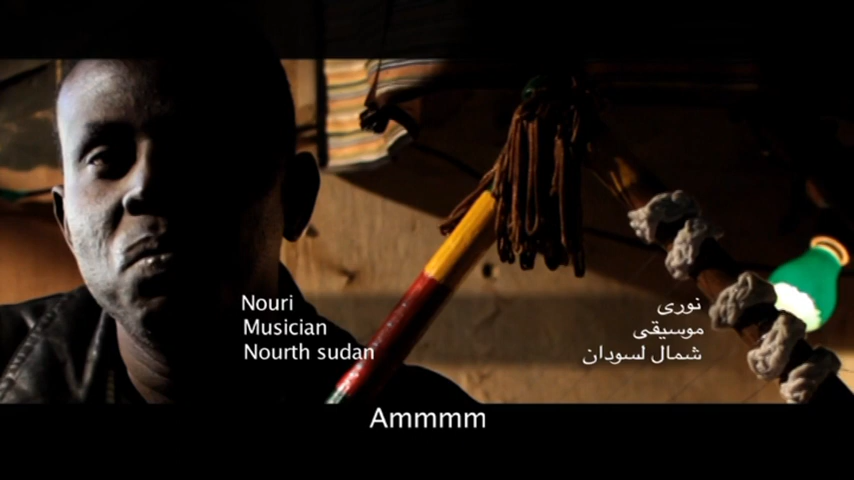 Nouri
Musician
Nourth sudan
نوری
موسیقی
شمال لسودان
Ammmm